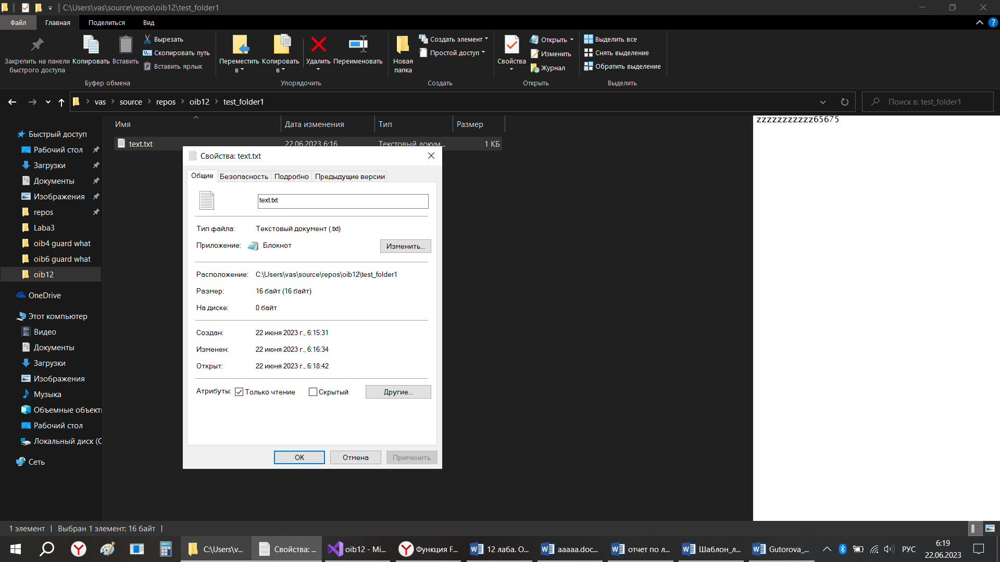 C:\Users\vas\source\repos\oib12\test_folder1
Файл Главная Поделиться Вид
Закрепить на панели быстрого доступа
Копировать
Вставить
Вырезать
Скопировать путь
Вставить ярлык
Буфер обмена
Переместить в
Копировать в
Удалить
Переименовать
Упорядочить
Новая папка
Создать элемент
Простой доступ
Создать
Свойства
Открыть
Изменить
Журнал
Открыть
Выделить все
Снять выделение
Обратить выделение
Выделить
vas source repos oib12 test_folder1
Поиск в: test_folder1
Быстрый доступ
Рабочий стол
Загрузки
Документы
Изображения
repos
Laba3
oib4 guard what
oib6 guard what
oib12
OneDrive
Этот компьютер
Видео
Документы
Загрузки
Изображения
Музыка
Объемные объект
Рабочий стол
Локальный диск (С
Сеть
Имя Дата изменения Тип Размер
text.txt 22.06.2023 6:16 Текстовый докум... 1 КБ
Свойства: text.txt
Общие Безопасность Подробно Предыдущие версии
text.txt
Тип файла: Текстовый документ (.txt)
Приложение: Блокнот Изменить...
Расположение: C:\Users\vas\source\repos\oib12\test_folder1
Размер: 16 байт (16 байт)
На диске: 0 байт
Создан: 22 июня 2023 г., 6:15:31
Изменен: 22 июня 2023 г., 6:16:34
Открыт: 22 июня 2023 г., 6:18:42
Атрибуты: Только чтение Скрытый Другие...
ОК Отмена Применить
zzzzzzzzzzz65675
1 элемент Выбран 1 элемент: 16 байт
C:\Users\v... Свойства: ... oib12 - Mi... Функция F... 12 лаба. О... aaaaa.doc... отчет по л... Шаблон_л... Gutorova_... РУС 6:19
22.06.2023